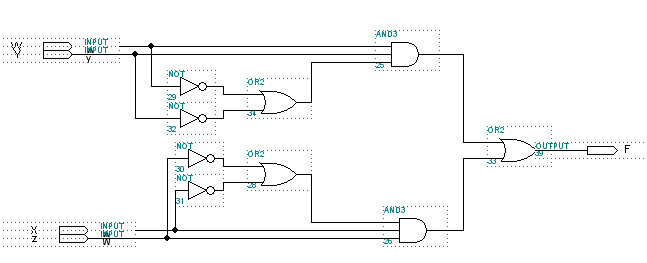 AND3
INPUT
INPUT
Y
Y
25
NOT
29
OR2
34
NOT
32
OR2
OUTPUT
F
33
39
NOT
30
OR2
28
NOT
31
AND3
X
INPUT
Z
INPUT
W
26